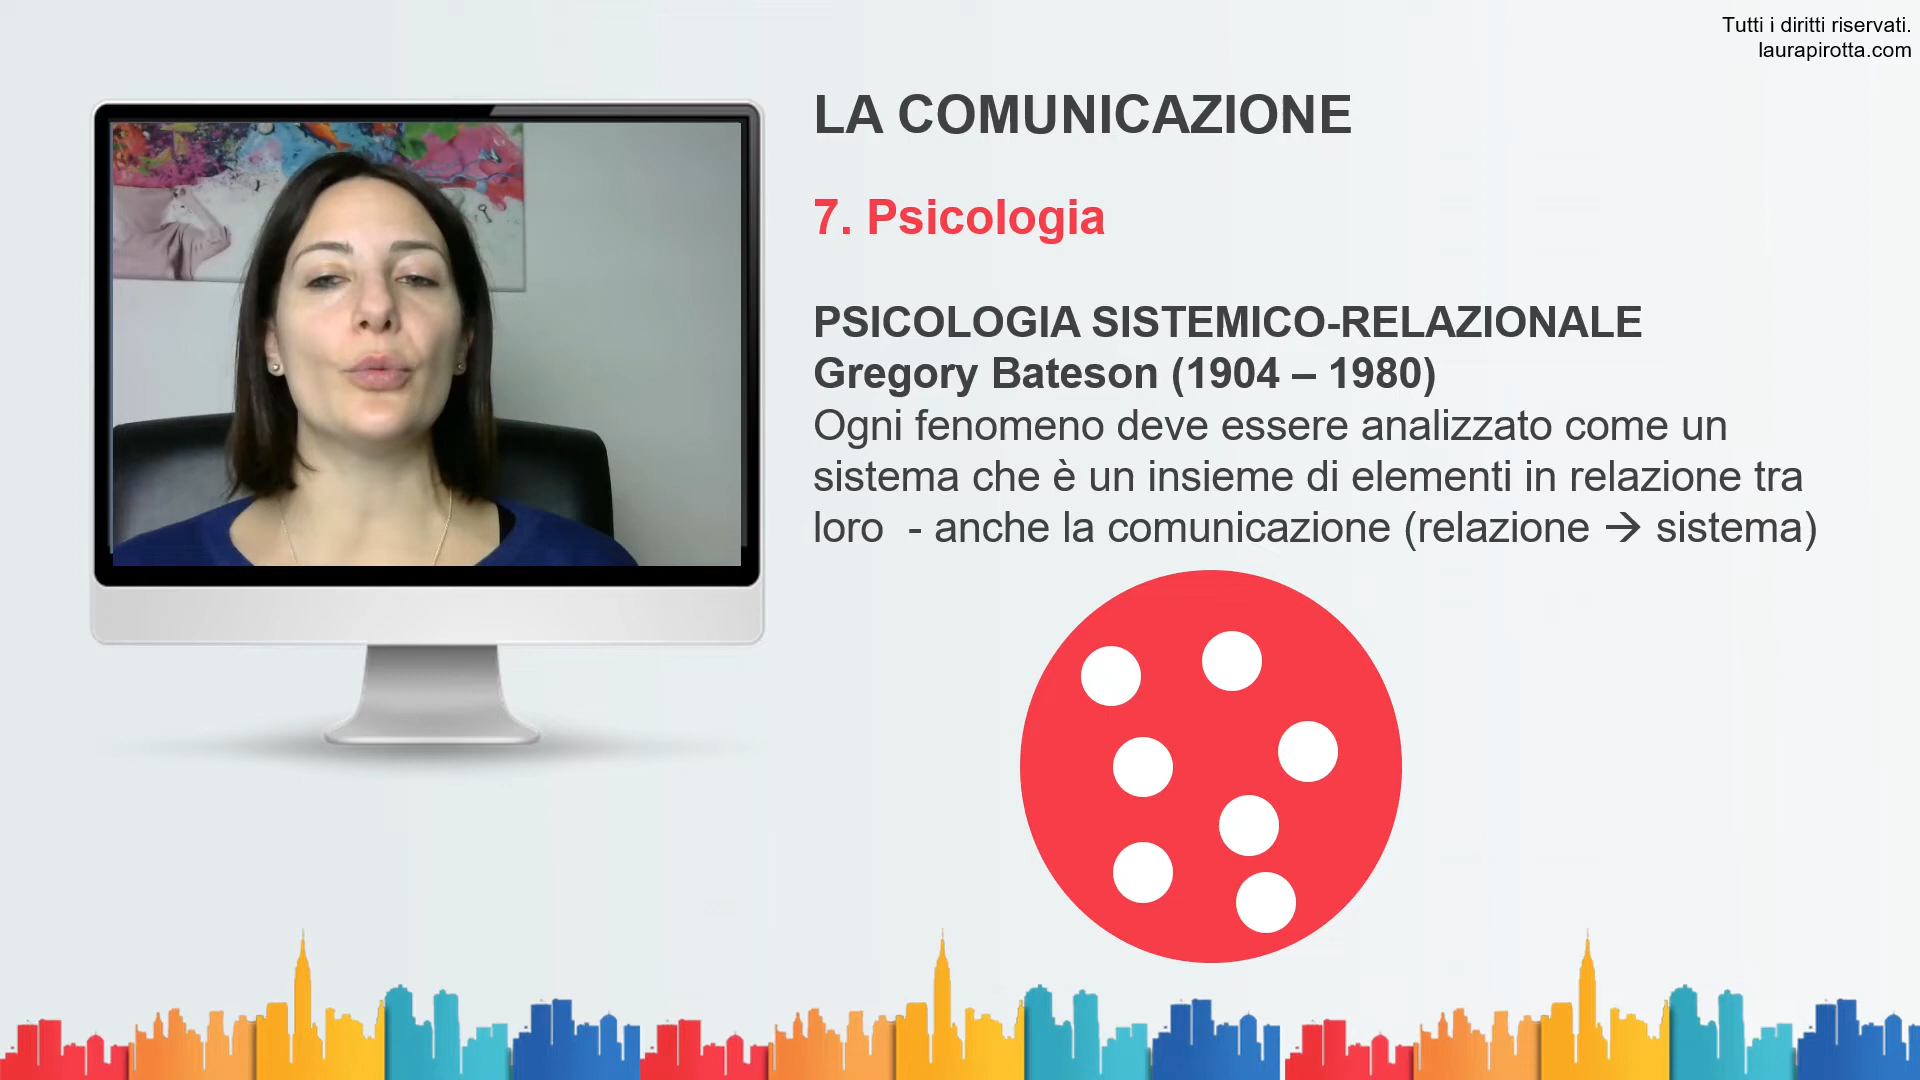 Tutti i diritti riservati.
laurapirotta.com
LA COMUNICAZIONE
7. Psicologia
PSICOLOGIA SISTEMICO-RELAZIONALE
Gregory Bateson (1904 – 1980)
Ogni fenomeno deve essere analizzato come un
sistema che è un insieme di elementi in relazione tra
loro  - anche la comunicazione (relazione → sistema)